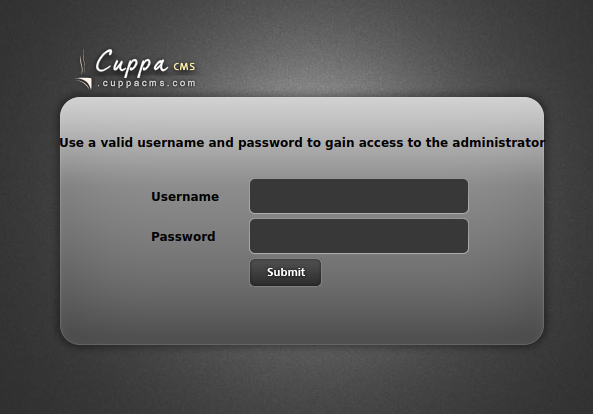 Cuppa CMS
.cuppacms.com
Use a valid username and password to gain access to the administrator
Username
Password
Submit